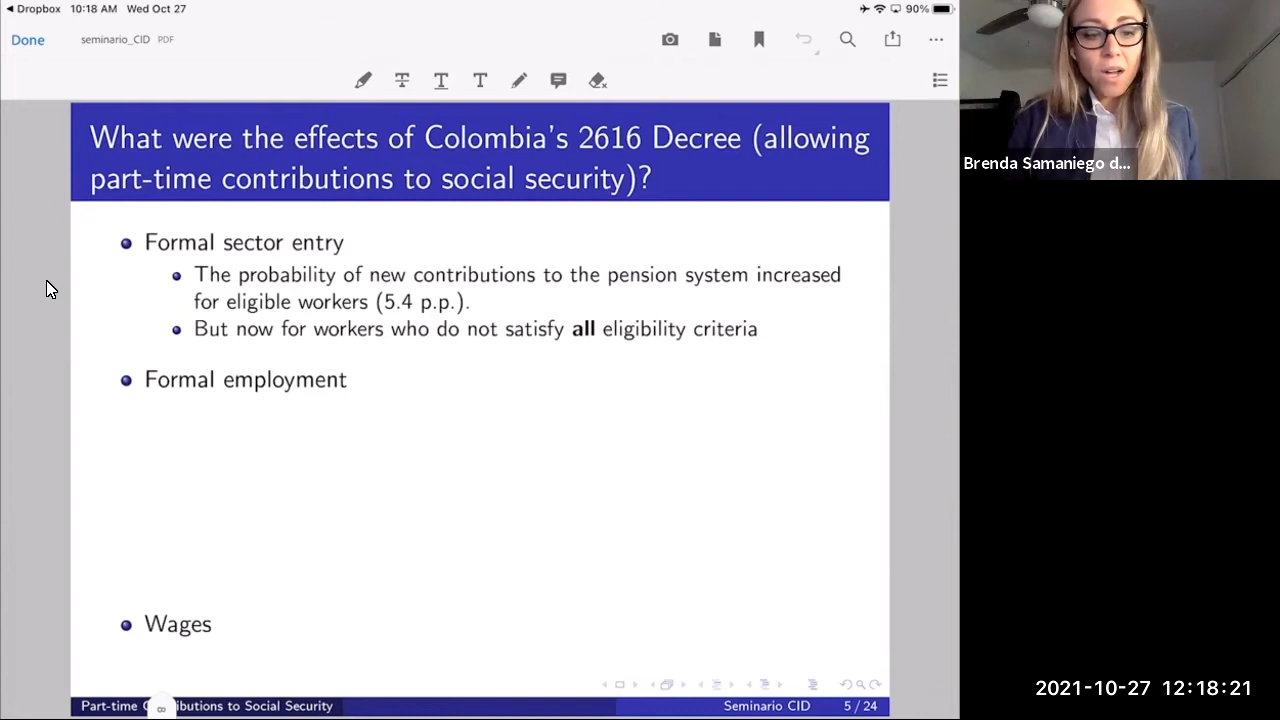 Dropbox 10:18 AM Wed Oct 27 90%
Done seminario_CID PDF
What were the effects of Colombia's 2616 Decree (allowing
part-time contributions to social security)?
Formal sector entry
The probability of new contributions to the pension system increased
for eligible workers (5.4 p.p.).
But now for workers who do not satisfy all eligibility criteria
Formal employment
Wages
Part-time to Social Security Seminario CID 5 / 24
Brenda Samaniego d...
2021-10-27 12:18:21